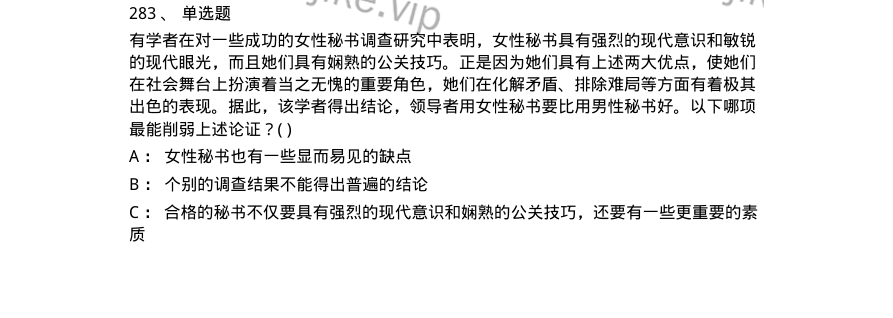 jike.vip
283 、 单选题
有学者在对一些成功的女性秘书调查研究中表明，女性秘书具有强烈的现代意识和敏锐
的现代眼光，而且她们具有娴熟的公关技巧。正是因为她们具有上述两大优点，使她们
在社会舞台上扮演着当之无愧的重要角色，她们在化解矛盾、排除难局等方面有着极其
出色的表现。据此，该学者得出结论，领导者用女性秘书要比用男性秘书好。以下哪项
最能削弱上述论证？( )
A ： 女性秘书也有一些显而易见的缺点
B ： 个别的调查结果不能得出普遍的结论
C ： 合格的秘书不仅要具有强烈的现代意识和娴熟的公关技巧，还要有一些更重要的素
质